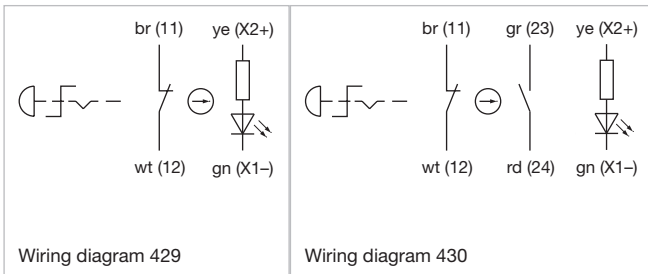 br (11) ye (X2+)
wt (12) gn (X1–)
Wiring diagram 429
br (11) gr (23) ye (X2+)
wt (12) rd (24) gn (X1–)
Wiring diagram 430